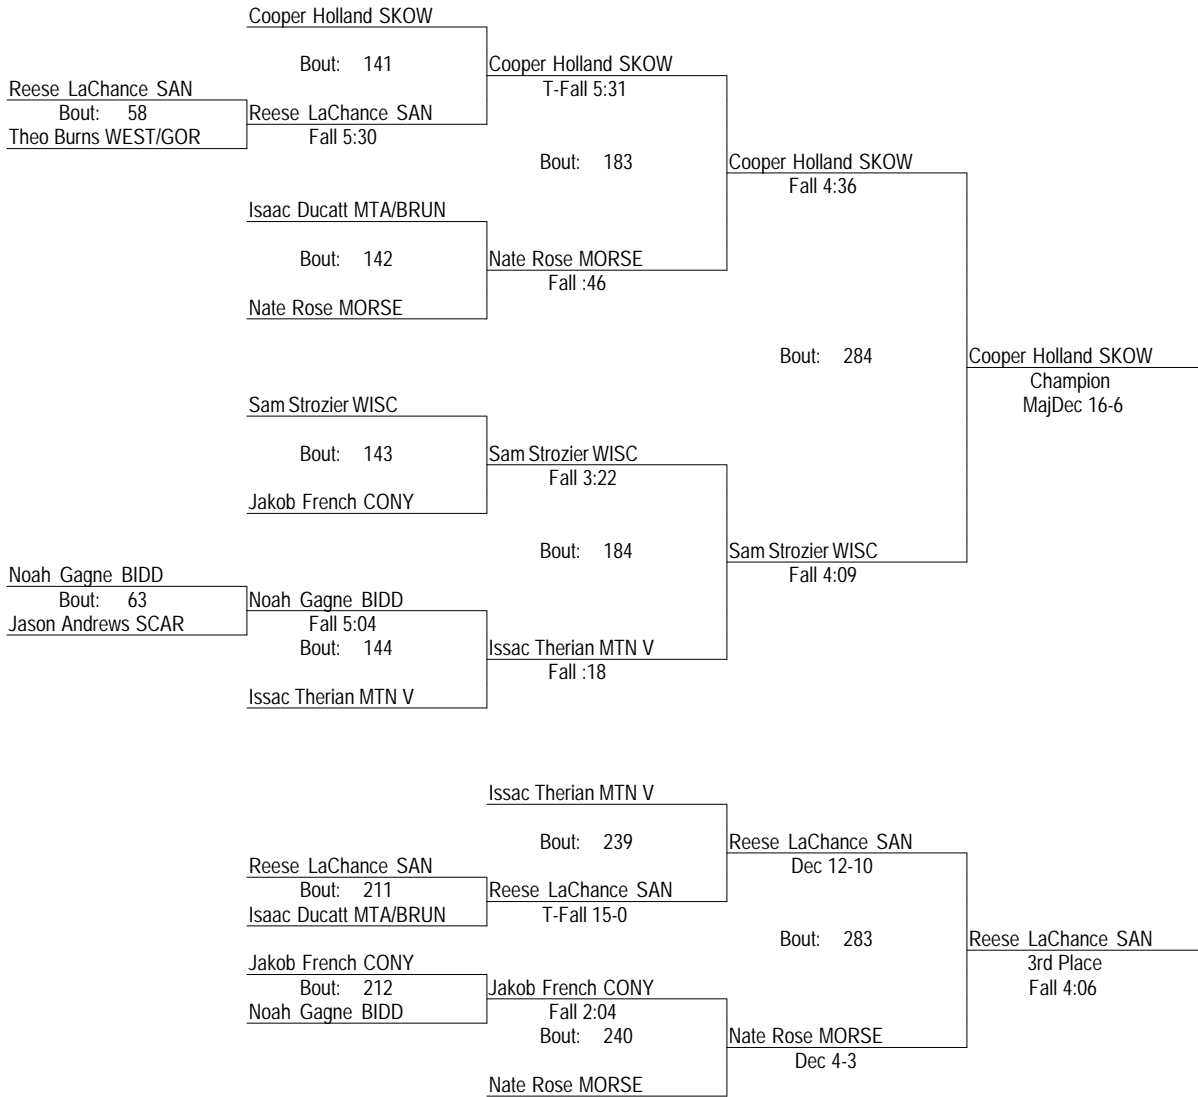 Cooper Holland SKOW
Bout: 141
Cooper Holland SKOW
T-Fall 5:31
Reese LaChance SAN
Bout: 58
Theo Burns WEST/GOR
Reese LaChance SAN
Fall 5:30
Bout: 183
Cooper Holland SKOW
Fall 4:36
Isaac Ducatt MTA/BRUN
Bout: 142
Nate Rose MORSE
Nate Rose MORSE
Fall :46
Bout: 284
Cooper Holland SKOW
Champion
MajDec 16-6
Sam Strozier WISC
Bout: 143
Jakob French CONY
Sam Strozier WISC
Fall 3:22
Bout: 184
Sam Strozier WISC
Fall 4:09
Noah Gagne BIDD
Bout: 63
Jason Andrews SCAR
Noah Gagne BIDD
Fall 5:04
Bout: 144
Issac Therian MTN V
Issac Therian MTN V
Fall :18
Issac Therian MTN V
Bout: 239
Reese LaChance SAN
Dec 12-10
Reese LaChance SAN
Bout: 211
Isaac Ducatt MTA/BRUN
Reese LaChance SAN
T-Fall 15-0
Bout: 283
Reese LaChance SAN
3rd Place
Fall 4:06
Jakob French CONY
Bout: 212
Noah Gagne BIDD
Jakob French CONY
Fall 2:04
Bout: 240
Nate Rose MORSE
Nate Rose MORSE
Dec 4-3